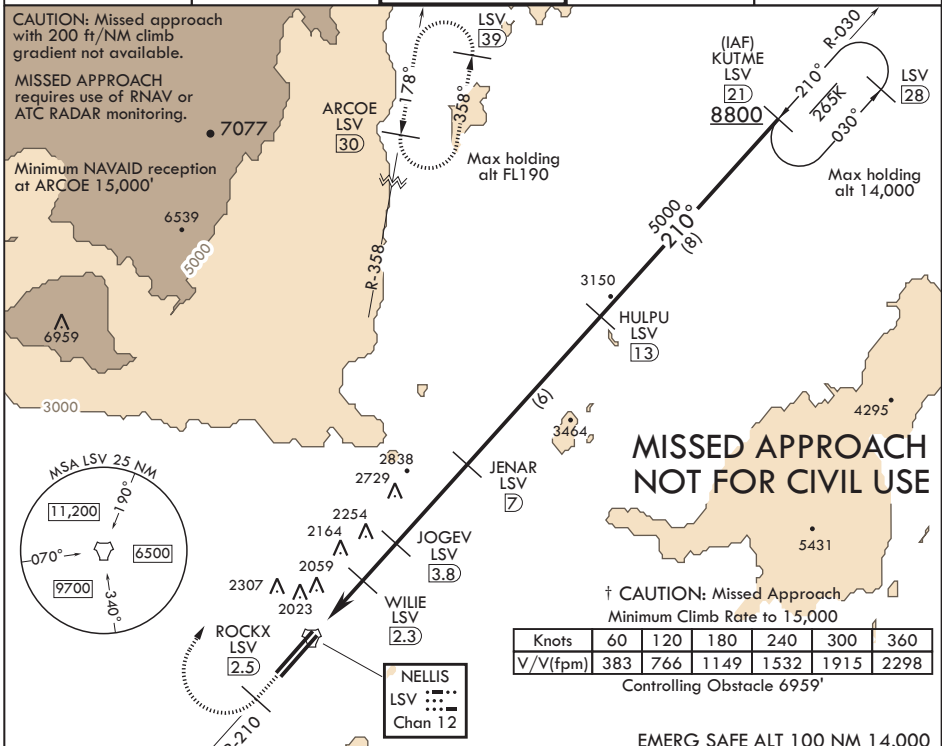 CAUTION: Missed approach
with 200 ft/NM climb
gradient not available.
MISSED APPROACH
requires use of RNAV or
ATC RADAR monitoring.
7077
Minimum NAVAID reception
at ARCOE 15,000'
6539
5000
6959
3000
LSV
39
178°
358°
ARCOE
LSV
30
Max holding
alt FL190
R-358
(IAF)
KUTME
LSV
21
8800
R-030
210°
265K
030°
LSV
28
Max holding
alt 14,000
5000
210°
(8)
3150
HULPU
LSV
13
(6)
3464
4295
MISSED APPROACH
NOT FOR CIVIL USE
5431
2838
2729
JENAR
LSV
7
2254
2164
JOGEV
LSV
3.8
2059
2307
2023
WILIE
LSV
2.3
MSA LSV 25 NM
190°
11,200
070°
6500
9700
340°
ROCKX
LSV
2.5
NELLIS
LSV
Chan 12
† CAUTION: Missed Approach
Minimum Climb Rate to 15,000
Knots 60 120 180 240 300 360
V/V(fpm) 383 766 1149 1532 1915 2298
Controlling Obstacle 6959'
EMERG SAFE ALT 100 NM 14,000